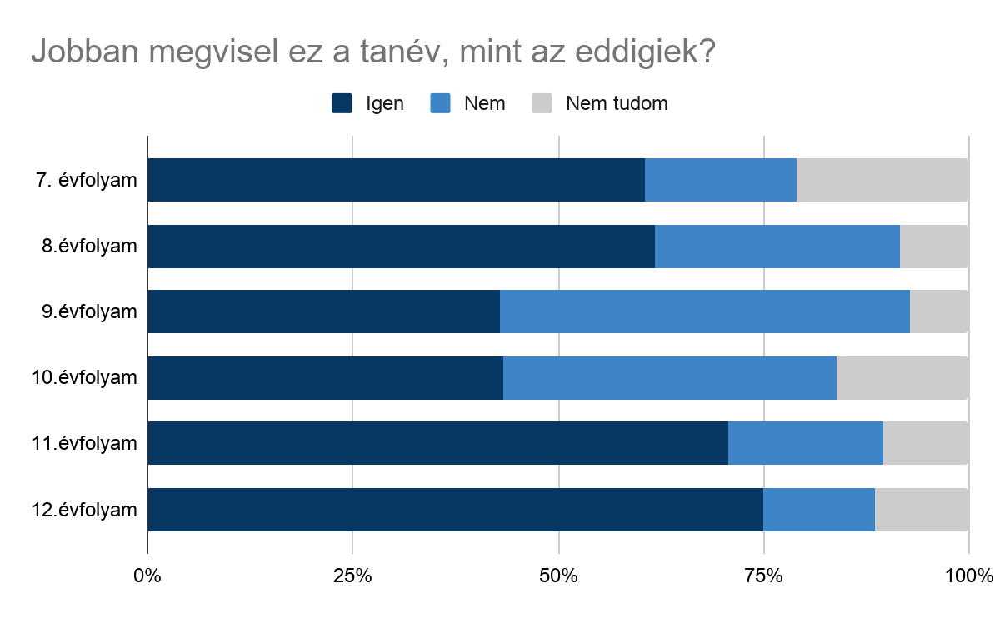 Jobban megvisel ez a tanév, mint az eddigiek?
Igen Nem Nem tudom
7. évfolyam
8.évfolyam
9.évfolyam
10.évfolyam
11.évfolyam
12.évfolyam
0% 25% 50% 75% 100%